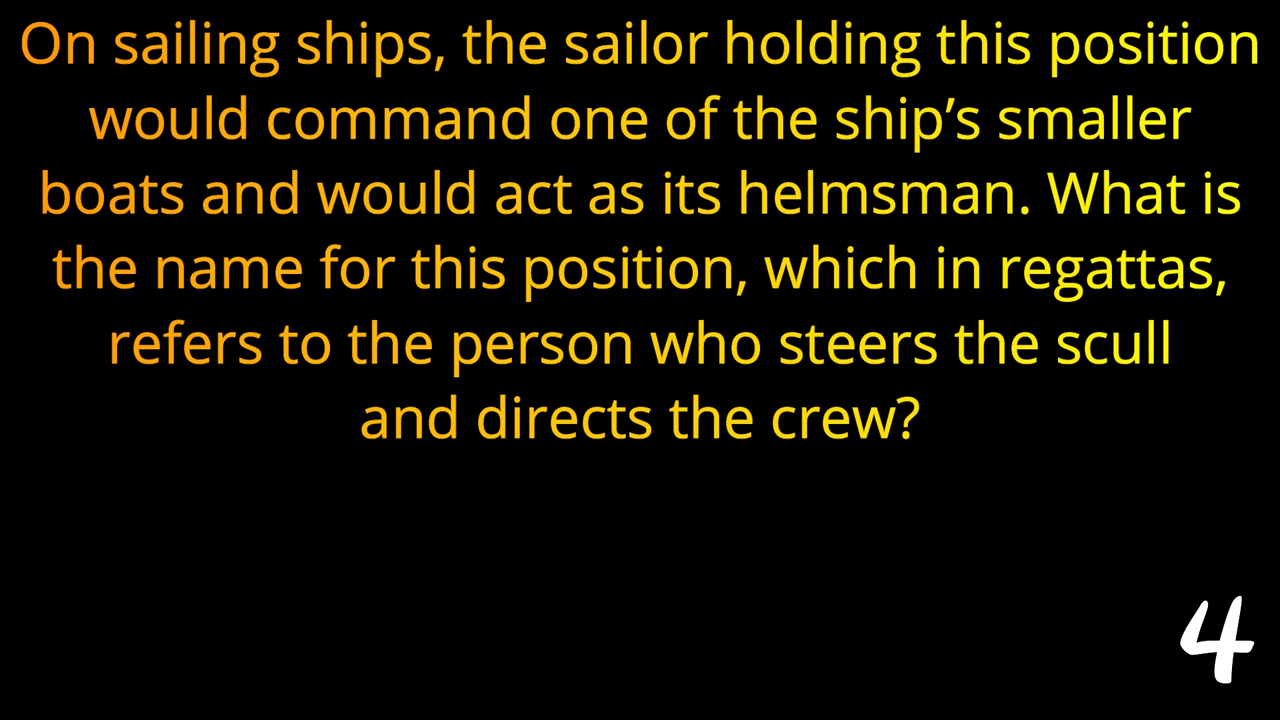 On sailing ships, the sailor holding this position
would command one of the ship’s smaller
boats and would act as its helmsman. What is
the name for this position, which in regattas,
refers to the person who steers the scull
and directs the crew?
4